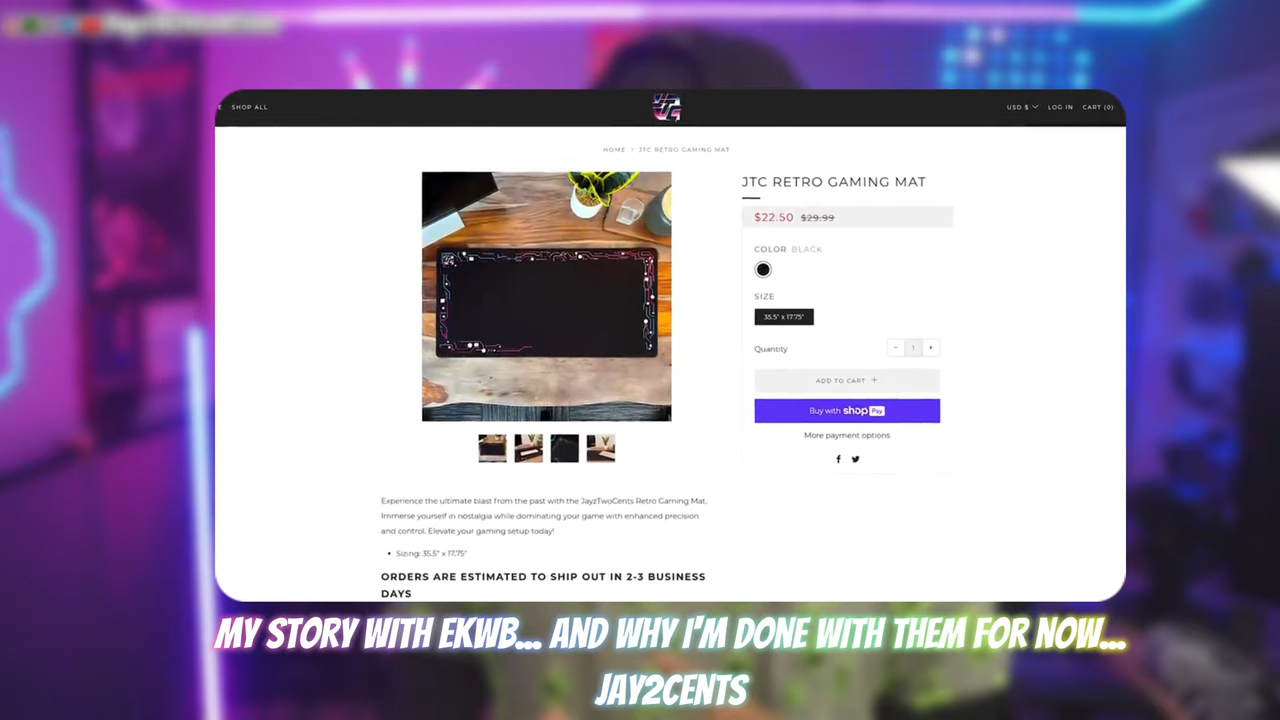 E SHOP ALL
JTC
USD $ LOG IN CART (0)
HOME / JTC RETRO GAMING MAT
JTC RETRO GAMING MAT
$22.50 $29.99
COLOR BLACK
SIZE
35.5" x 17.75"
Quantity
- 1 +
ADD TO CART +
Buy with shop Pay
More payment options
Experience the ultimate blast from the past with the JayzTwoCents Retro Gaming Mat.
Immerse yourself in nostalgia while dominating your game with enhanced precision
and control. Elevate your gaming setup today!
• Sizing: 35.5" x 17.75"
ORDERS ARE ESTIMATED TO SHIP OUT IN 2-3 BUSINESS
DAYS
MY STORY WITH EKWB... AND WHY I'M DONE WITH THEM FOR NOW...
JAY2CENTS